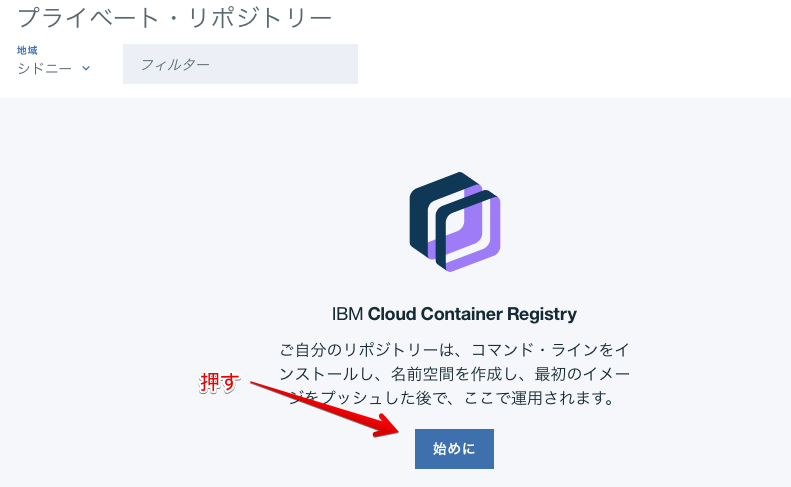 プライベート・リポジトリー
地域
シドニー
フィルター
IBM Cloud Container Registry
ご自分のリポジトリーは、コマンド・ラインをイ
ンストールし、名前空間を作成し、最初のイメー
ジをプッシュした後で、ここで運用されます。
押す
始めに